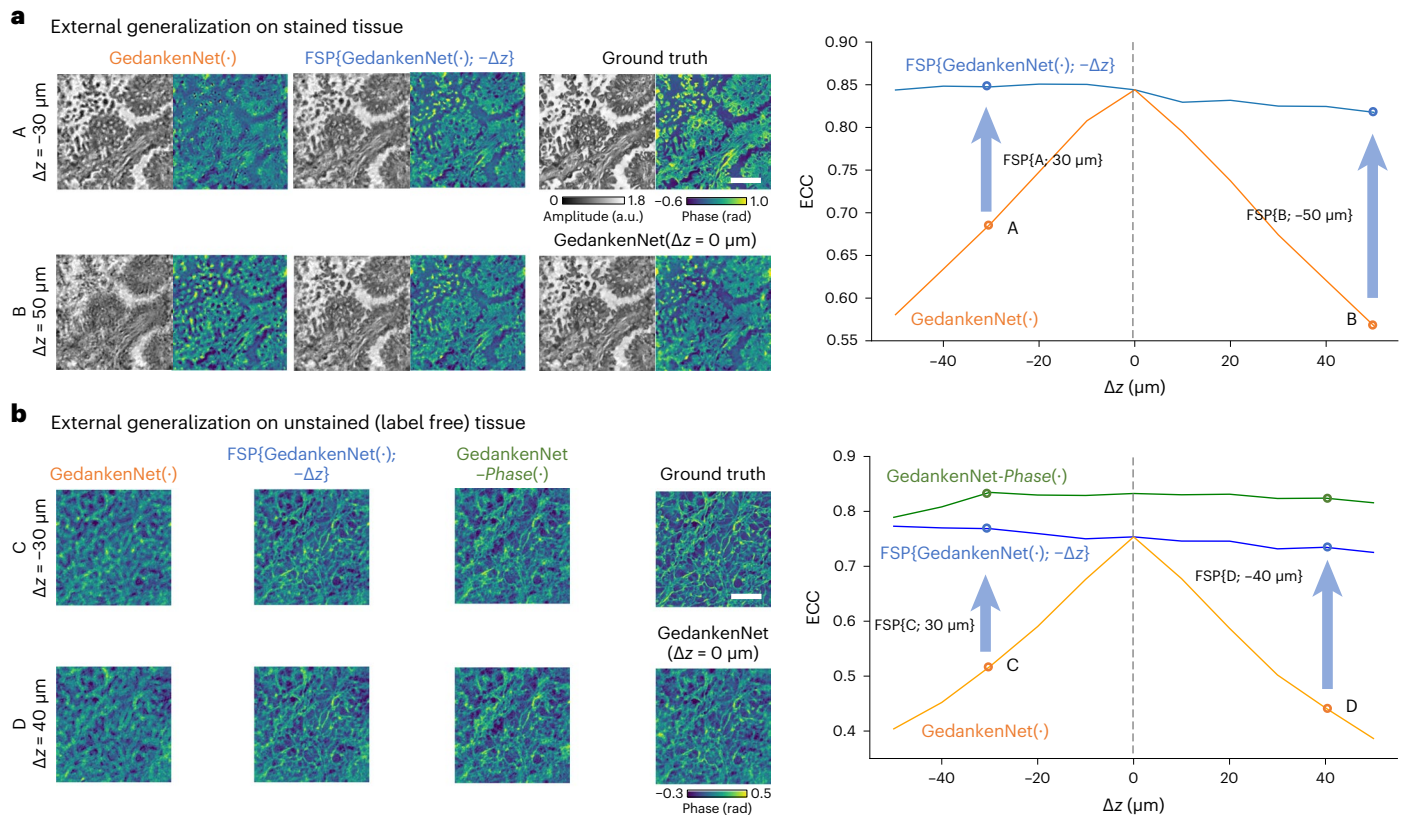 a
External generalization on stained tissue
GedankenNet(·)
FSP{GedankenNet(·); −Δz}
Ground truth
A
Δz = −30 µm
0
1.8
Amplitude (a.u.)
−0.6
1.0
Phase (rad)
GedankenNet(Δz = 0 µm)
B
Δz = 50 µm
0.90
0.85
0.80
0.75
0.70
0.65
0.60
0.55
ECC
FSP{GedankenNet(·); −Δz}
FSP{A; 30 µm}
A
FSP{B; −50 µm}
GedankenNet(·)
B
−40
−20
0
20
40
Δz (µm)
b
External generalization on unstained (label free) tissue
GedankenNet(·)
FSP{GedankenNet(·);
−Δz}
GedankenNet
-Phase(·)
Ground truth
C
Δz = −30 µm
GedankenNet
(Δz = 0 µm)
D
Δz = 40 µm
−0.3
0.5
Phase (rad)
0.9
0.8
0.7
0.6
0.5
0.4
ECC
GedankenNet-Phase(·)
FSP{GedankenNet(·); −Δz}
FSP{D; −40 µm}
FSP{C; 30 µm}
C
D
GedankenNet(·)
−40
−20
0
20
40
Δz (µm)